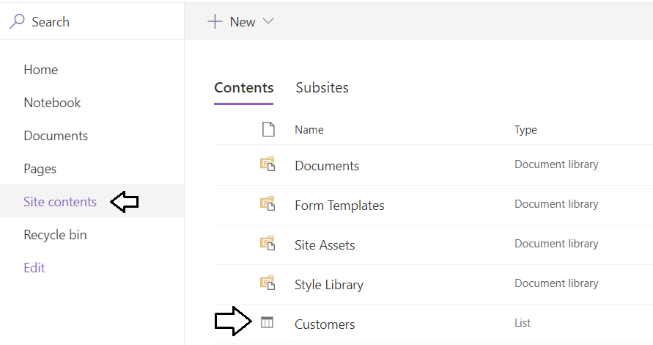 Search
New
Home
Notebook
Documents
Pages
Site contents
Recycle bin
Edit
Contents Subsites
Name Type
Documents Document library
Form Templates Document library
Site Assets Document library
Style Library Document library
Customers List